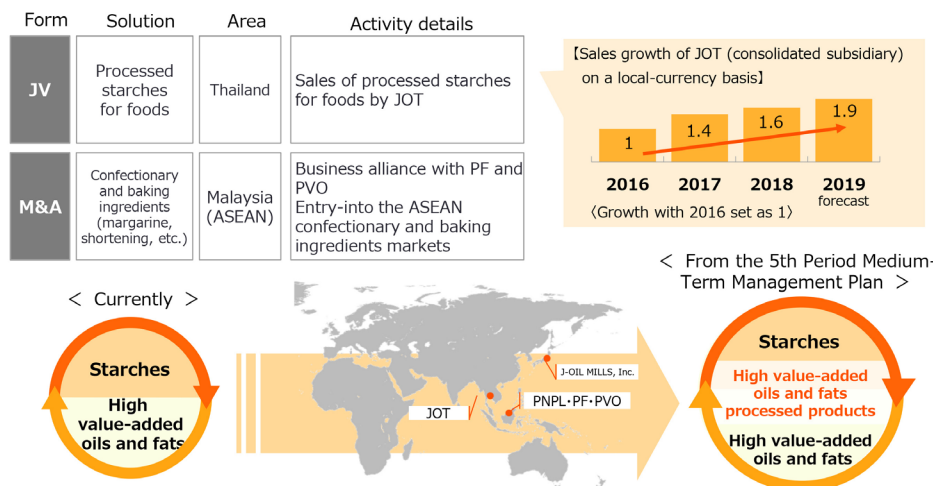 Form Solution Area Activity details
JV
Processed
starches
for foods
Thailand
Sales of processed starches
for foods by JOT
M&A
Confectionary
and baking
ingredients
(margarine,
shortening, etc.)
Malaysia
(ASEAN)
Business alliance with PF and
PVO
Entry-into the ASEAN
confectionary and baking
ingredients markets
【Sales growth of JOT (consolidated subsidiary)
on a local-currency basis】
1 1.4 1.6 1.9
2016 2017 2018 2019
forecast
〈Growth with 2016 set as 1〉
< Currently >
Starches
High
value-added
oils and fats
J-OIL MILLS, Inc.
JOT
PNPL・PF・PVO
< From the 5th Period Medium-
Term Management Plan >
Starches
High value-added
oils and fats
processed products
High value-added
oils and fats